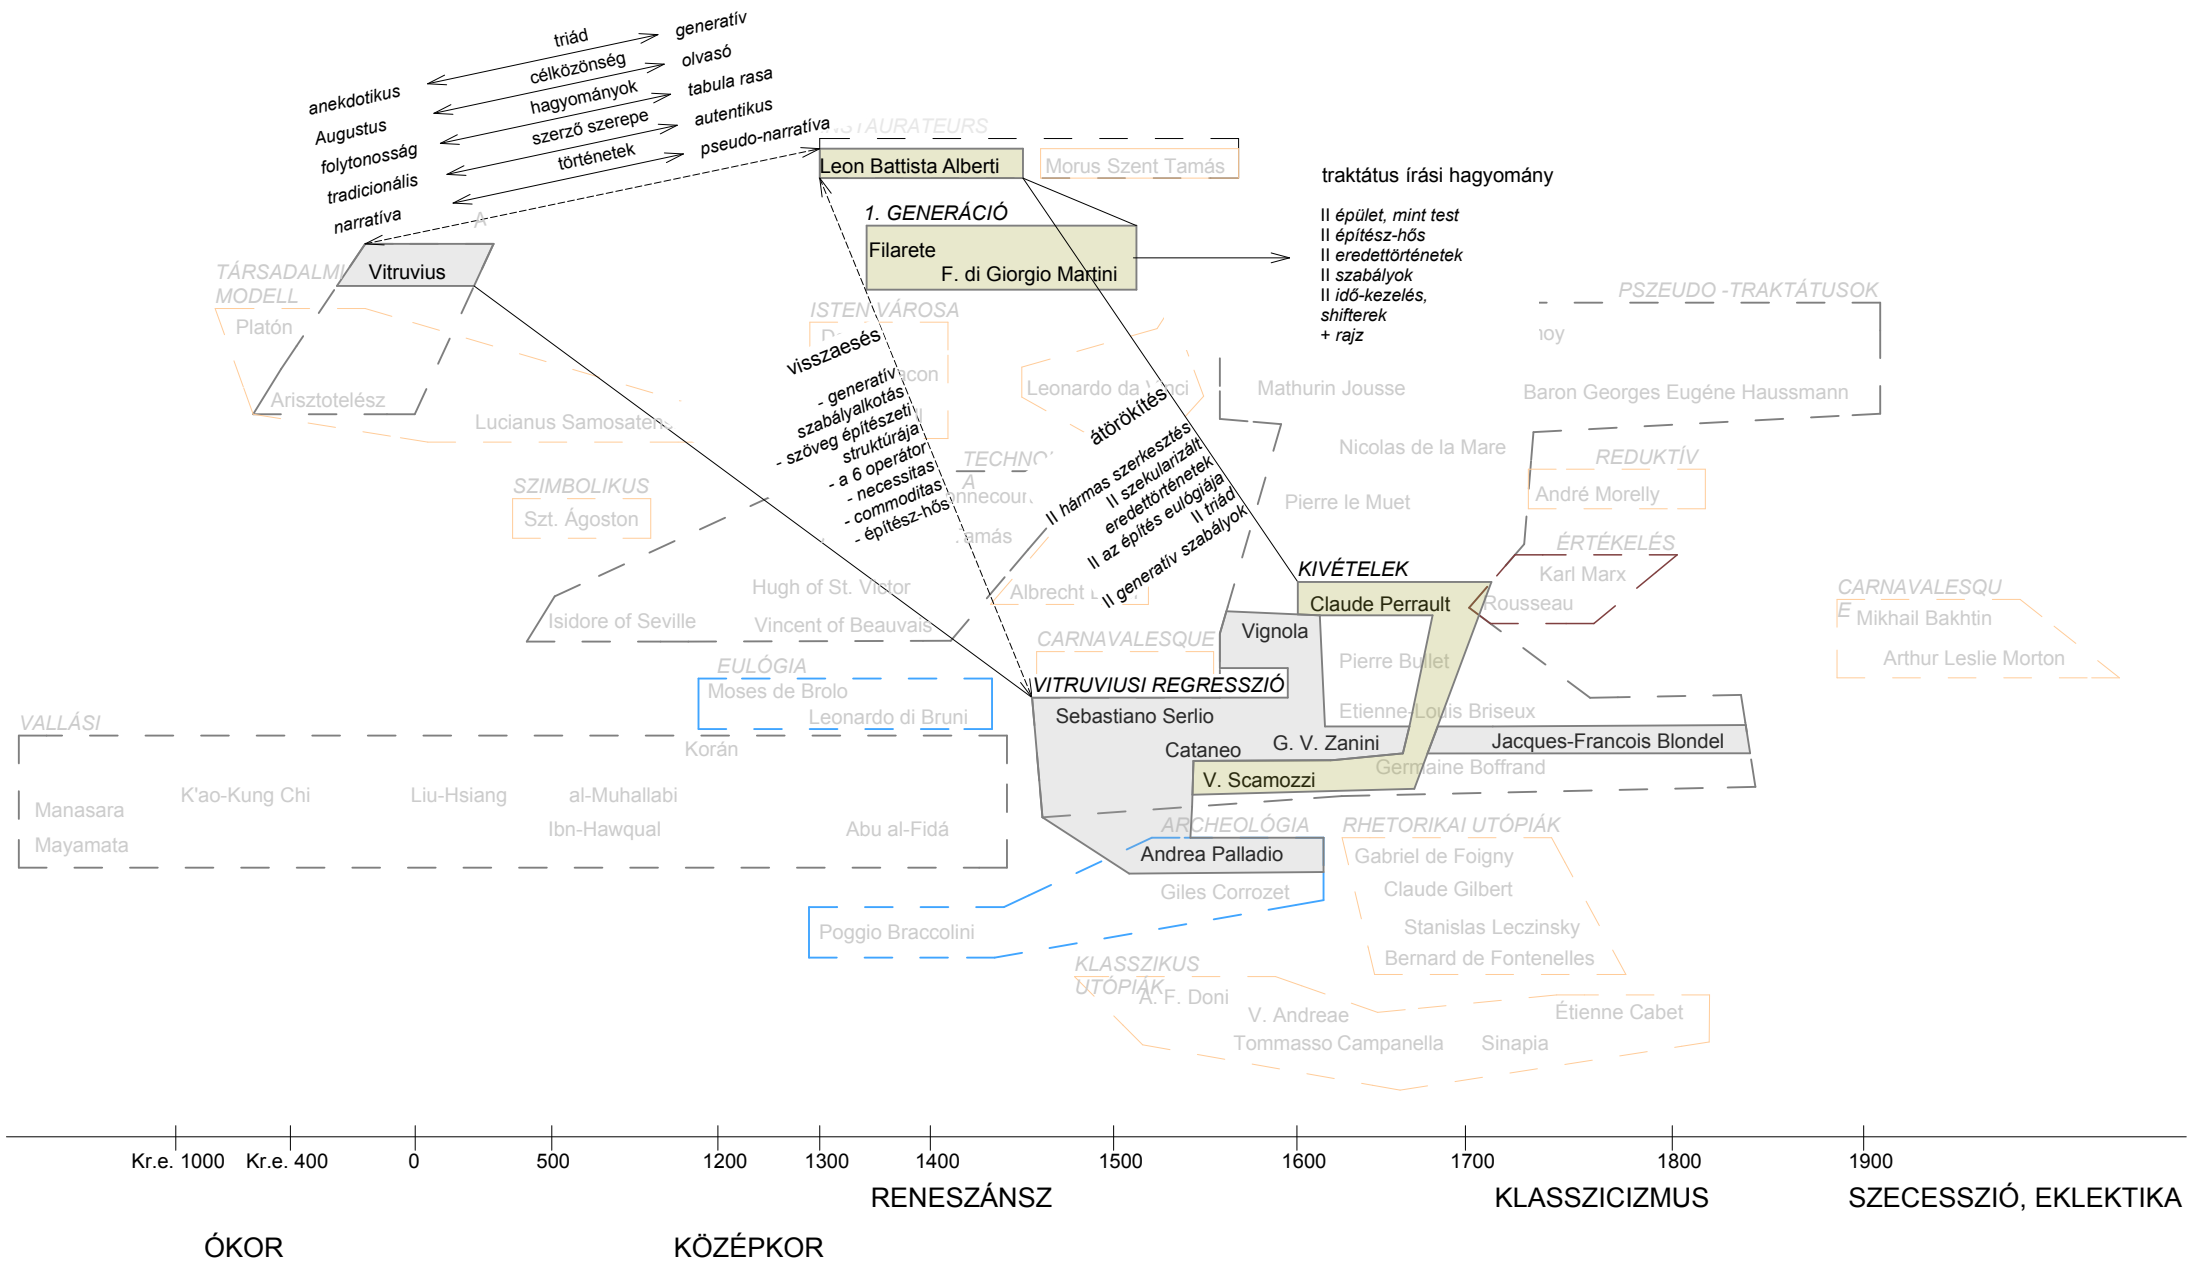 triád
generatív
célközönség
olvasó
anekdotikus
hagyományok
tabula rasa
Augustus
szerző szerepe
autentikus
folytonosság
történetek
pseudo-narratíva
tradicionális
narratíva
A
Leon Battista Alberti
Morus Szent Tamás
1. GENERÁCIÓ
Filarete
F. di Giorgio Martini
traktátus írási hagyomány
II épület, mint test
II építész-hős
II eredettörténetek
II szabályok
II idő-kezelés,
shifterek
+ rajz
TÁRSADALMI
MODELL
Vitruvius
Platón
Arisztotelész
Lucianus Samosatens
ISTEN VÁROSA
PSZEUDO -TRAKTÁTUSOK
visszaesés
- generatív
szabályalkotás
- szöveg építészeti
struktúrája
- a 6 operátor
- necessitas
- commoditas
- építész-hős
Leonardo da Vinci
Mathurin Jousse
Baron Georges Eugéne Haussmann
átörökítés
II hármas szerkesztés
II szekularizált
eredettörténetek
II az építés eulógiája
II triád
II generatív szabályok
Nicolas de la Mare
REDUKTÍV
André Morelly
SZIMBOLIKUS
Szt. Ágoston
Pierre le Muet
ÉRTÉKELÉS
Karl Marx
Rousseau
Hugh of St. Victor
Isidore of Seville
Vincent of Beauvais
Albrecht
KIVÉTELEK
Claude Perrault
CARNAVALESQU
E
Mikhail Bakhtin
Arthur Leslie Morton
Vignola
CARNAVALESQUE
Pierre Bullet
EULÓGIA
Moses de Brolo
Leonardo di Bruni
VITRUVIUSI REGRESSZIÓ
Sebastiano Serlio
Etienne-Louis Briseux
Cataneo
G. V. Zanini
Jacques-Francois Blondel
V. Scamozzi
Germaine Boffrand
VALLÁSI
Korán
K'ao-Kung Chi
Liu-Hsiang
al-Muhallabi
Manasara
Ibn-Hawqual
Abu al-Fidá
Mayamata
ARCHEOLÓGIA
Andrea Palladio
Giles Corrozet
Poggio Braccolini
RHETORIKAI UTÓPIÁK
Gabriel de Foigny
Claude Gilbert
Stanislas Leczinsky
Bernard de Fontenelles
KLASSZIKUS
UTÓPIÁK
A. F. Doni
V. Andreae
Étienne Cabet
Tommasso Campanella
Sinapia
Kr.e. 1000
Kr.e. 400
0
500
1200
1300
1400
1500
1600
1700
1800
1900
RENESZÁNSZ
KLASSZICIZMUS
SZECESSZIÓ, EKLEKTIKA
ÓKOR
KÖZÉPKOR